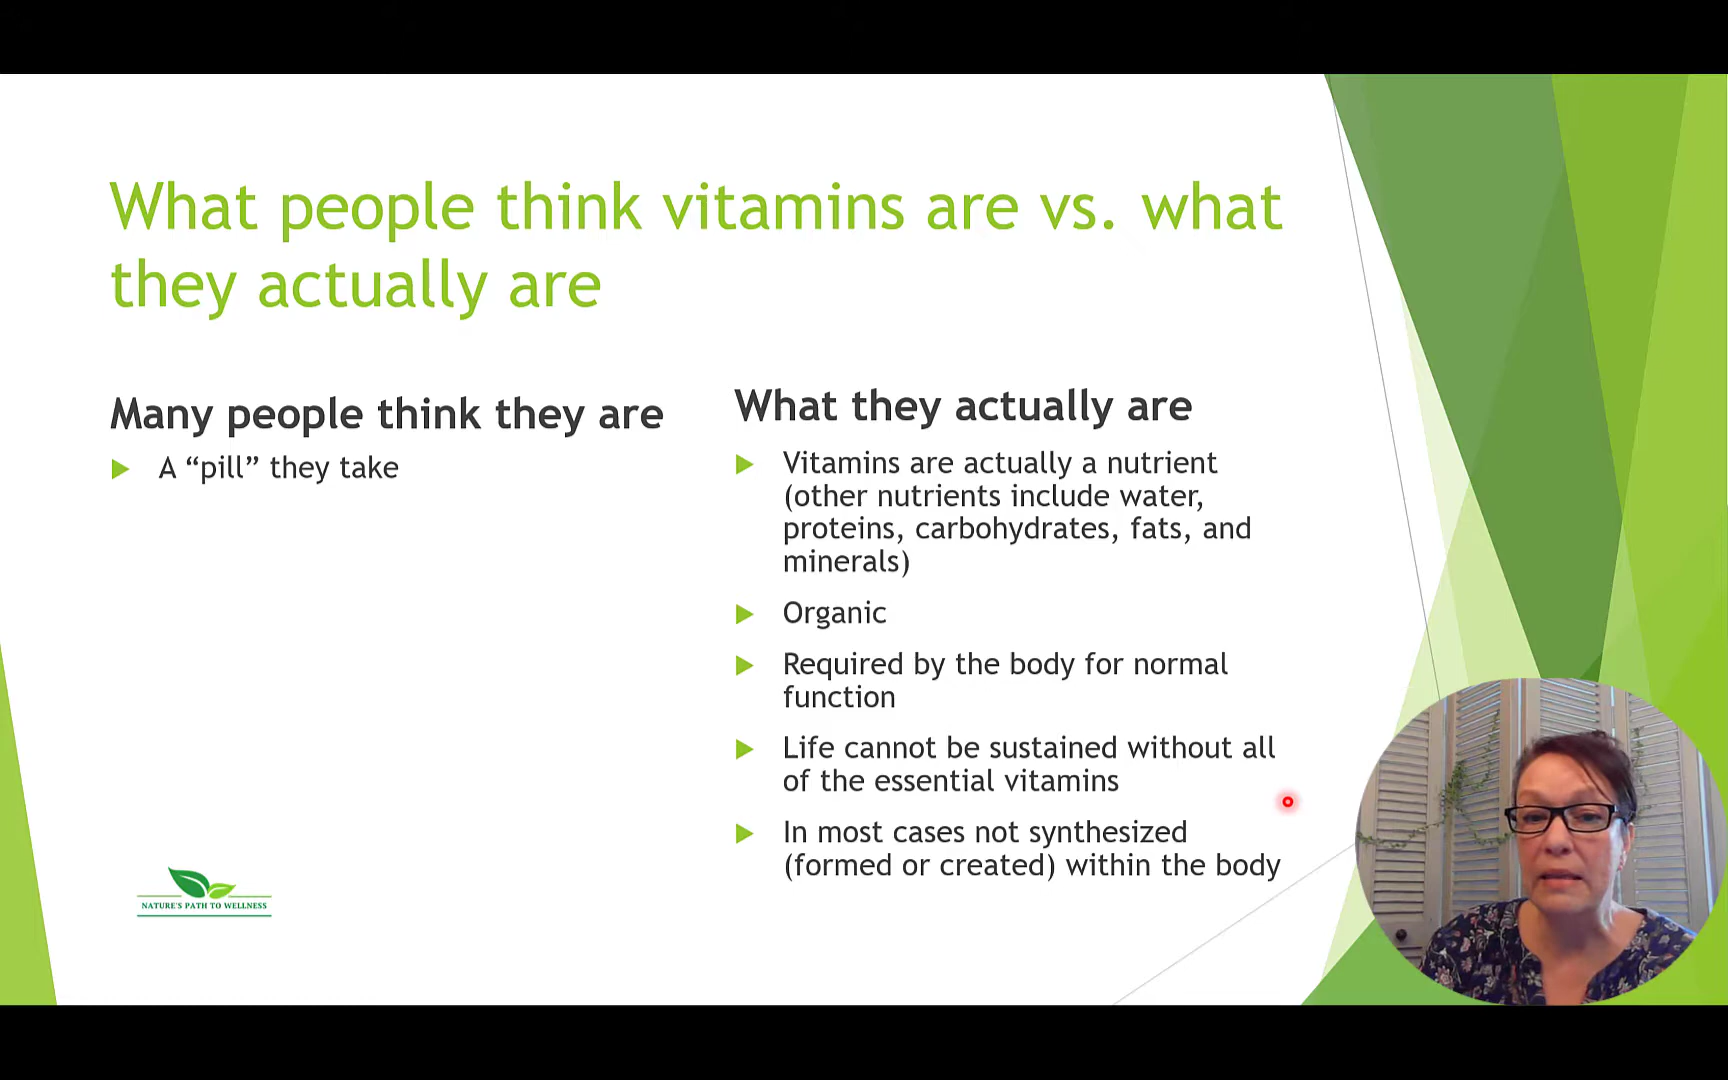 What people think vitamins are vs. what
they actually are
Many people think they are
A “pill” they take
What they actually are
Vitamins are actually a nutrient
(other nutrients include water,
proteins, carbohydrates, fats, and
minerals)
Organic
Required by the body for normal
function
Life cannot be sustained without all
of the essential vitamins
In most cases not synthesized
(formed or created) within the body
NATURE'S PATH TO WELLNESS